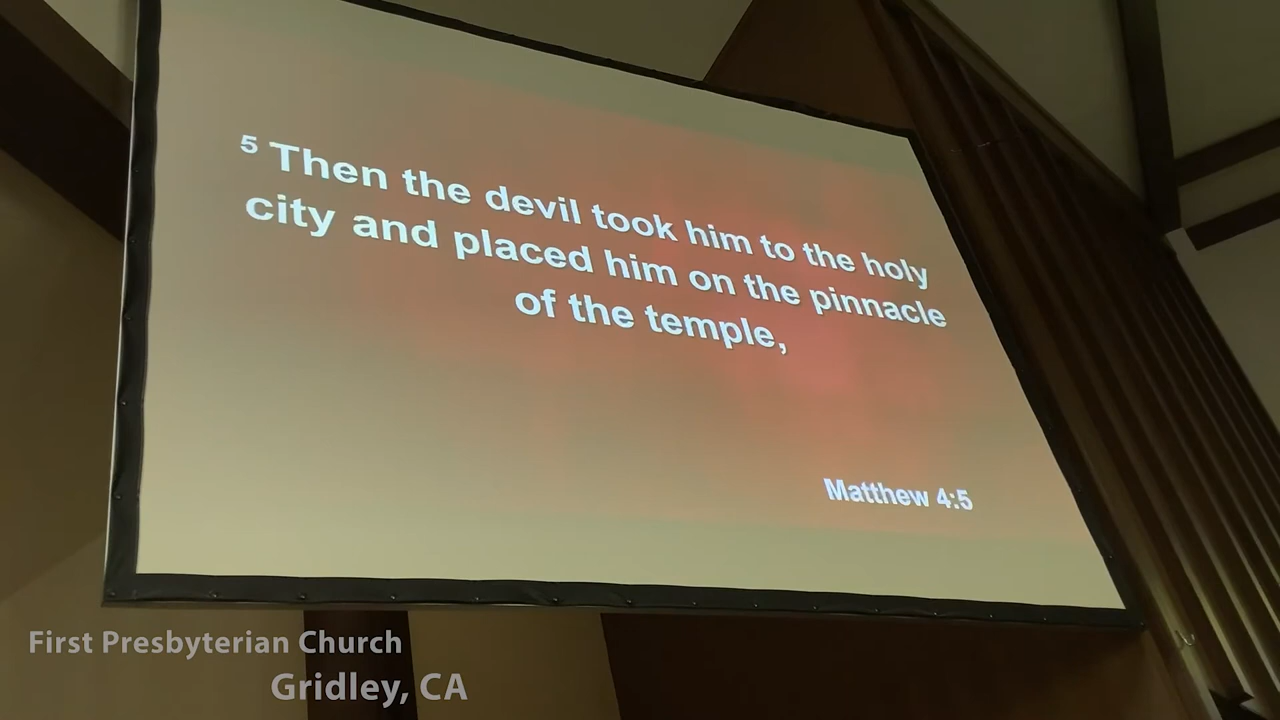 5 Then the devil took him to the holy
city and placed him on the pinnacle
of the temple,
Matthew 4:5
First Presbyterian Church
Gridley, CA